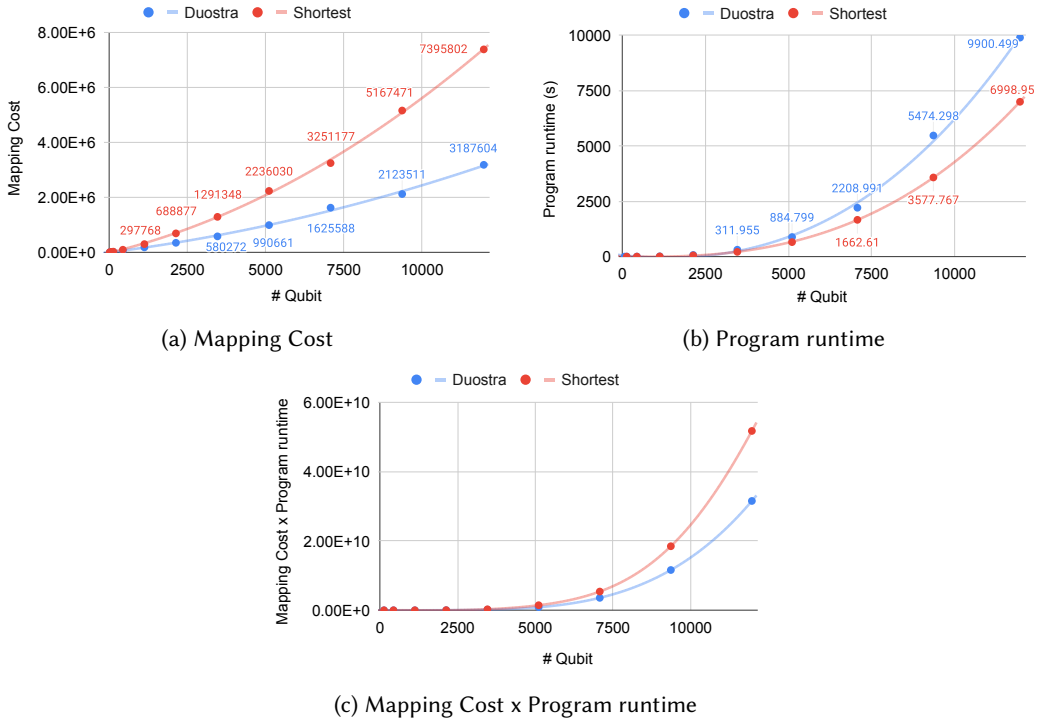 Duostra Shortest
8.00E+6
6.00E+6
4.00E+6
2.00E+6
0.00E+0
Mapping Cost
7395802
5167471
3251177
2236030
1291348
688877
297768
3187604
2123511
1625588
990661
580272
0 2500 5000 7500 10000
# Qubit
(a) Mapping Cost
Duostra Shortest
10000
7500
5000
2500
0
Program runtime (s)
9900.499
6998.95
5474.298
3577.767
2208.991
1662.61
884.799
311.955
0 2500 5000 7500 10000
# Qubit
(b) Program runtime
Duostra Shortest
6.00E+10
4.00E+10
2.00E+10
0.00E+0
Mapping Cost x Program runtime
0 2500 5000 7500 10000
# Qubit
(c) Mapping Cost x Program runtime